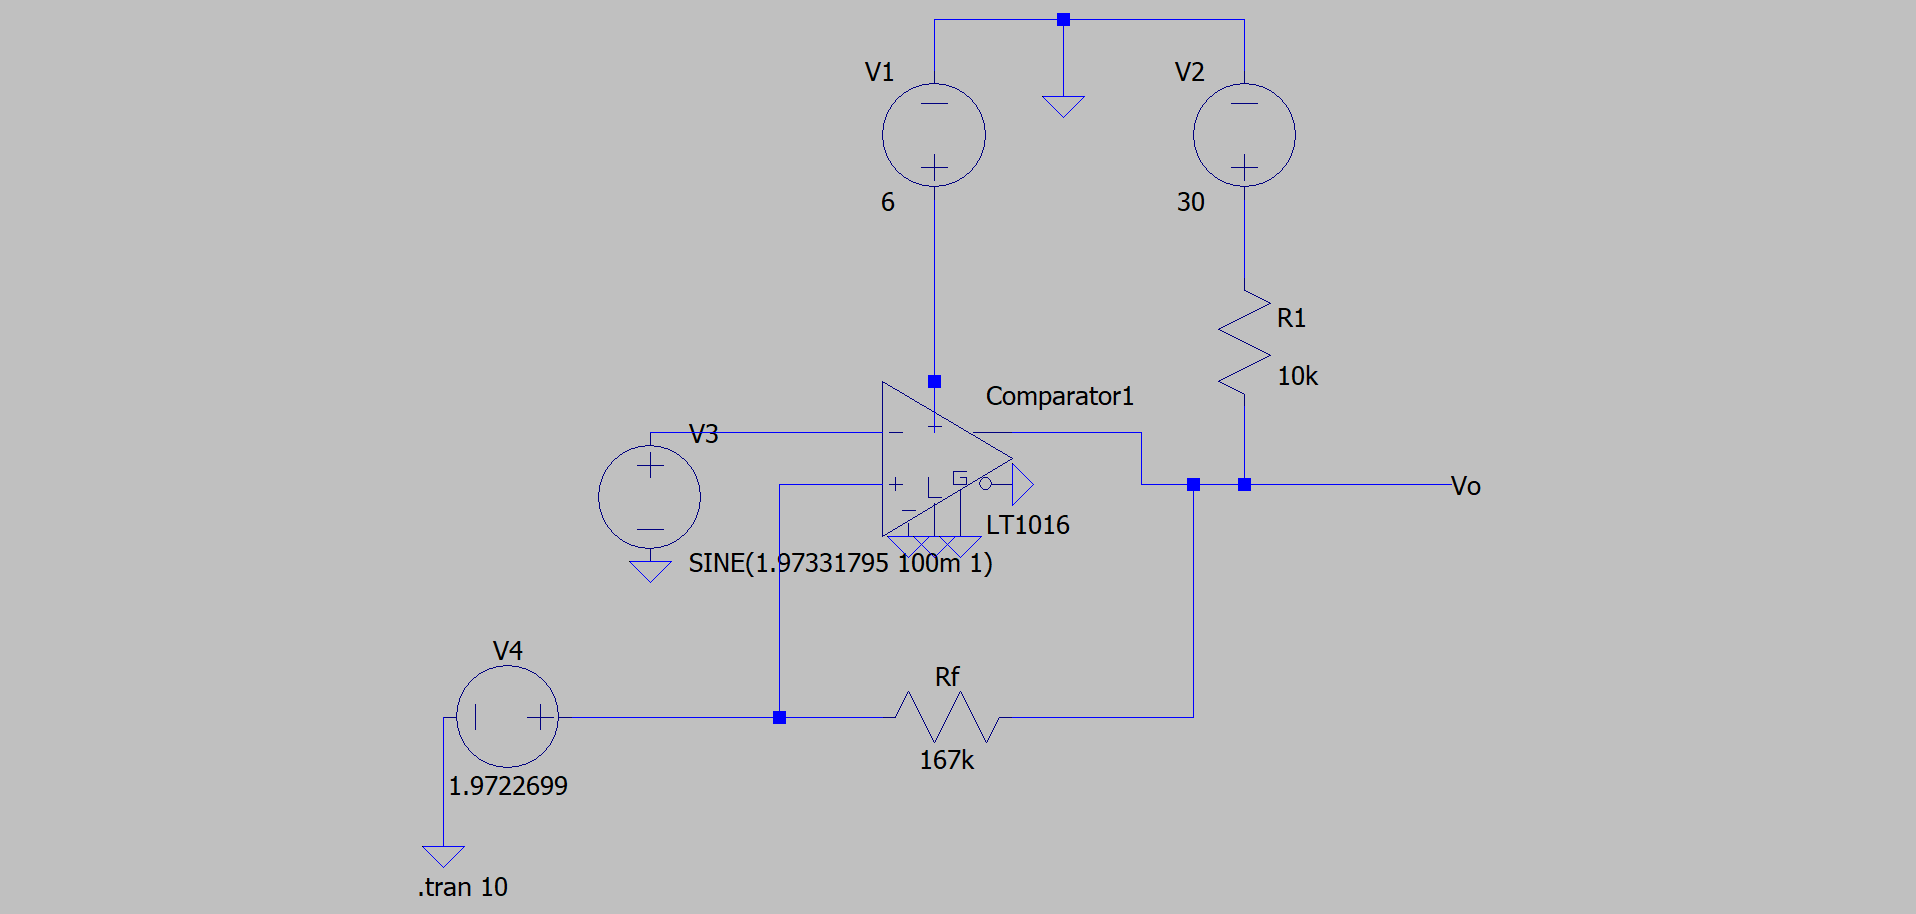 V1
V2
6
30
R1
10k
Comparator1
V3
L
G
LT1016
SINE(1.97331795 100m 1)
V4
Rf
167k
1.9722699
Vo
.tran 10